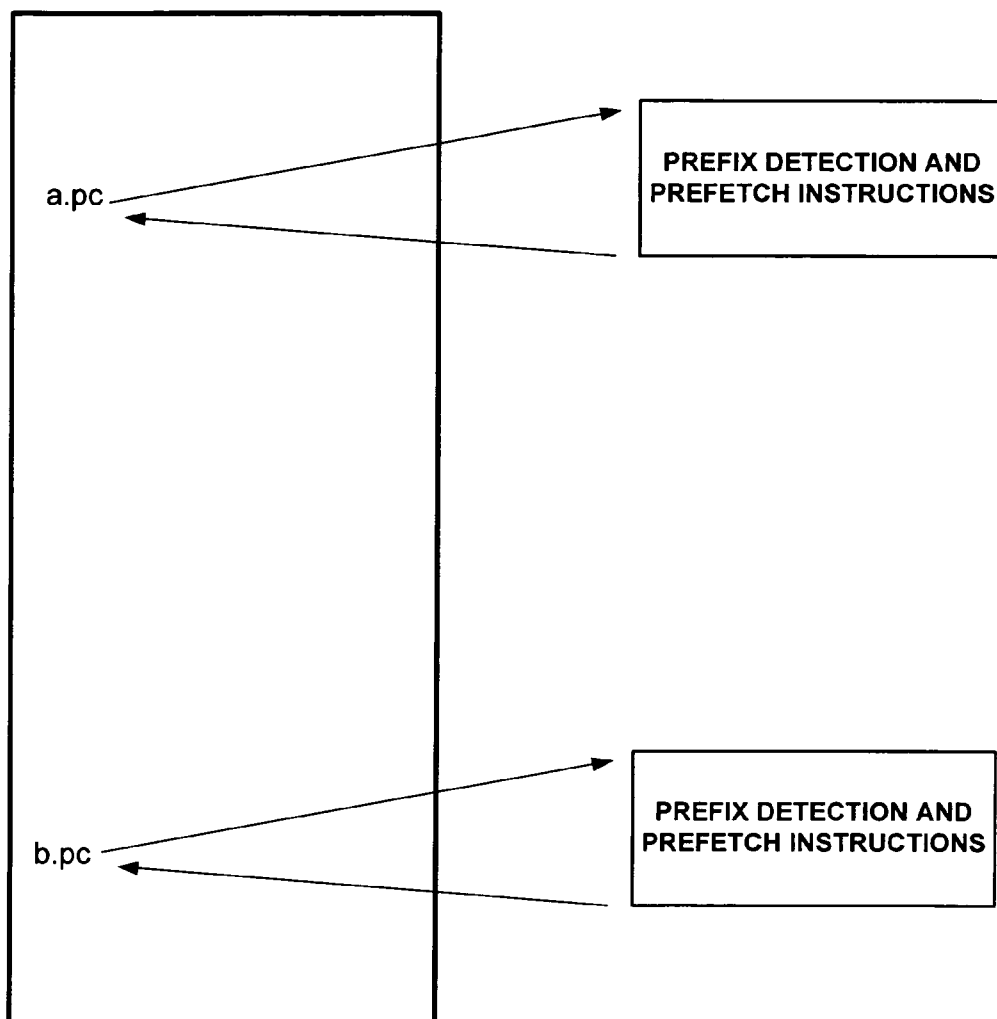 PREFIX DETECTION AND
PREFETCH INSTRUCTIONS
a.pc
PREFIX DETECTION AND
PREFETCH INSTRUCTIONS
b.pc